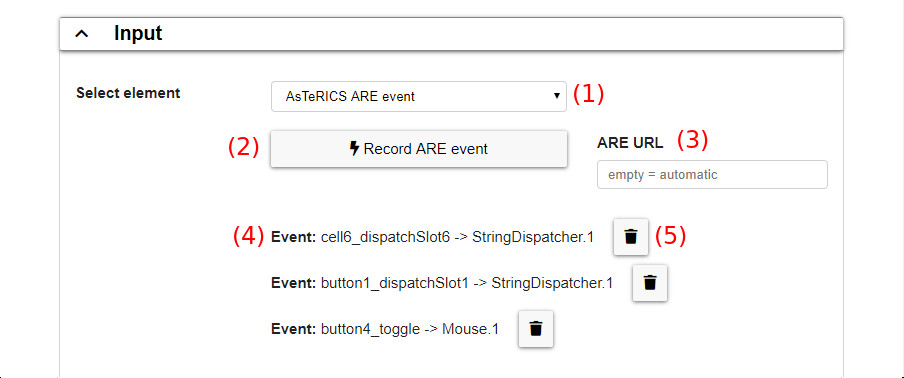 Input
Select element
AsTeRICS ARE event (1)
(2) Record ARE event
ARE URL (3)
empty = automatic
(4) Event: cell6_dispatchSlot6 -> StringDispatcher.1 (5)
Event: button1_dispatchSlot1 -> StringDispatcher.1
Event: button4_toggle -> Mouse.1